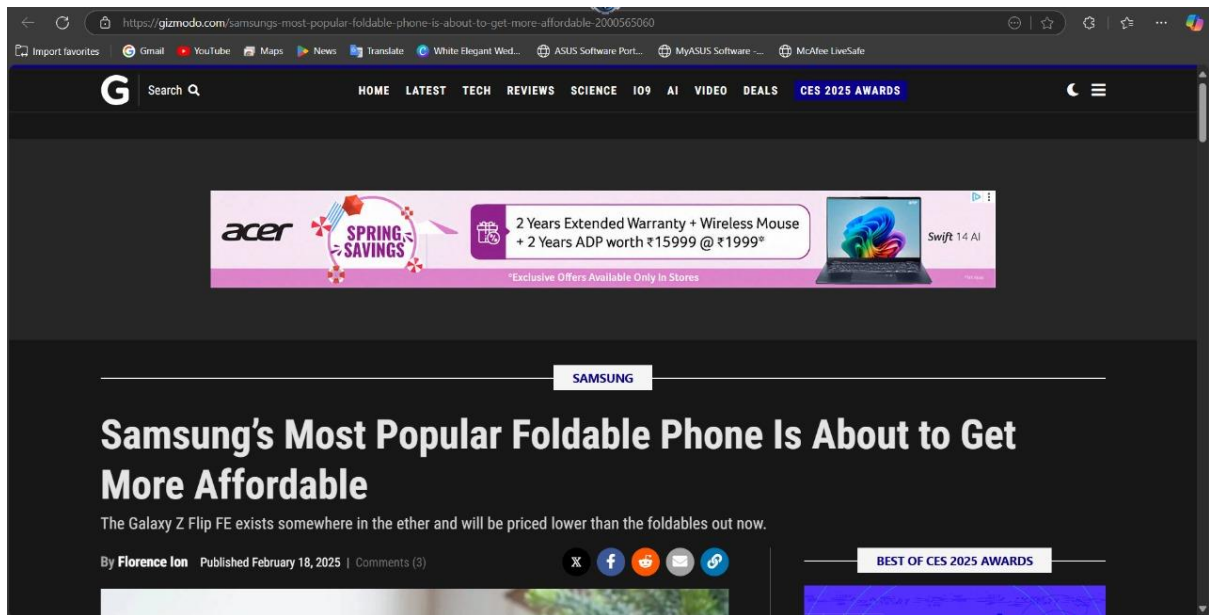 https://gizmodo.com/samsungs-most-popular-foldable-phone-is-about-to-get-more-affordable-2000565060
Import favorites Gmail YouTube Maps News Translate White Elegant Wed... ASUS Software Port... MyASUS Software -... McAfee LiveSafe
G Search HOME LATEST TECH REVIEWS SCIENCE IO9 AI VIDEO DEALS CES 2025 AWARDS
acer
SPRING
SAVINGS
2 Years Extended Warranty + Wireless Mouse
+ 2 Years ADP worth ₹15999 @ ₹1999*
Swift 14 AI
*Exclusive Offers Available Only In Stores
SAMSUNG
Samsung's Most Popular Foldable Phone Is About to Get
More Affordable
The Galaxy Z Flip FE exists somewhere in the ether and will be priced lower than the foldables out now.
By Florence Ion Published February 18, 2025 | Comments (3)
BEST OF CES 2025 AWARDS